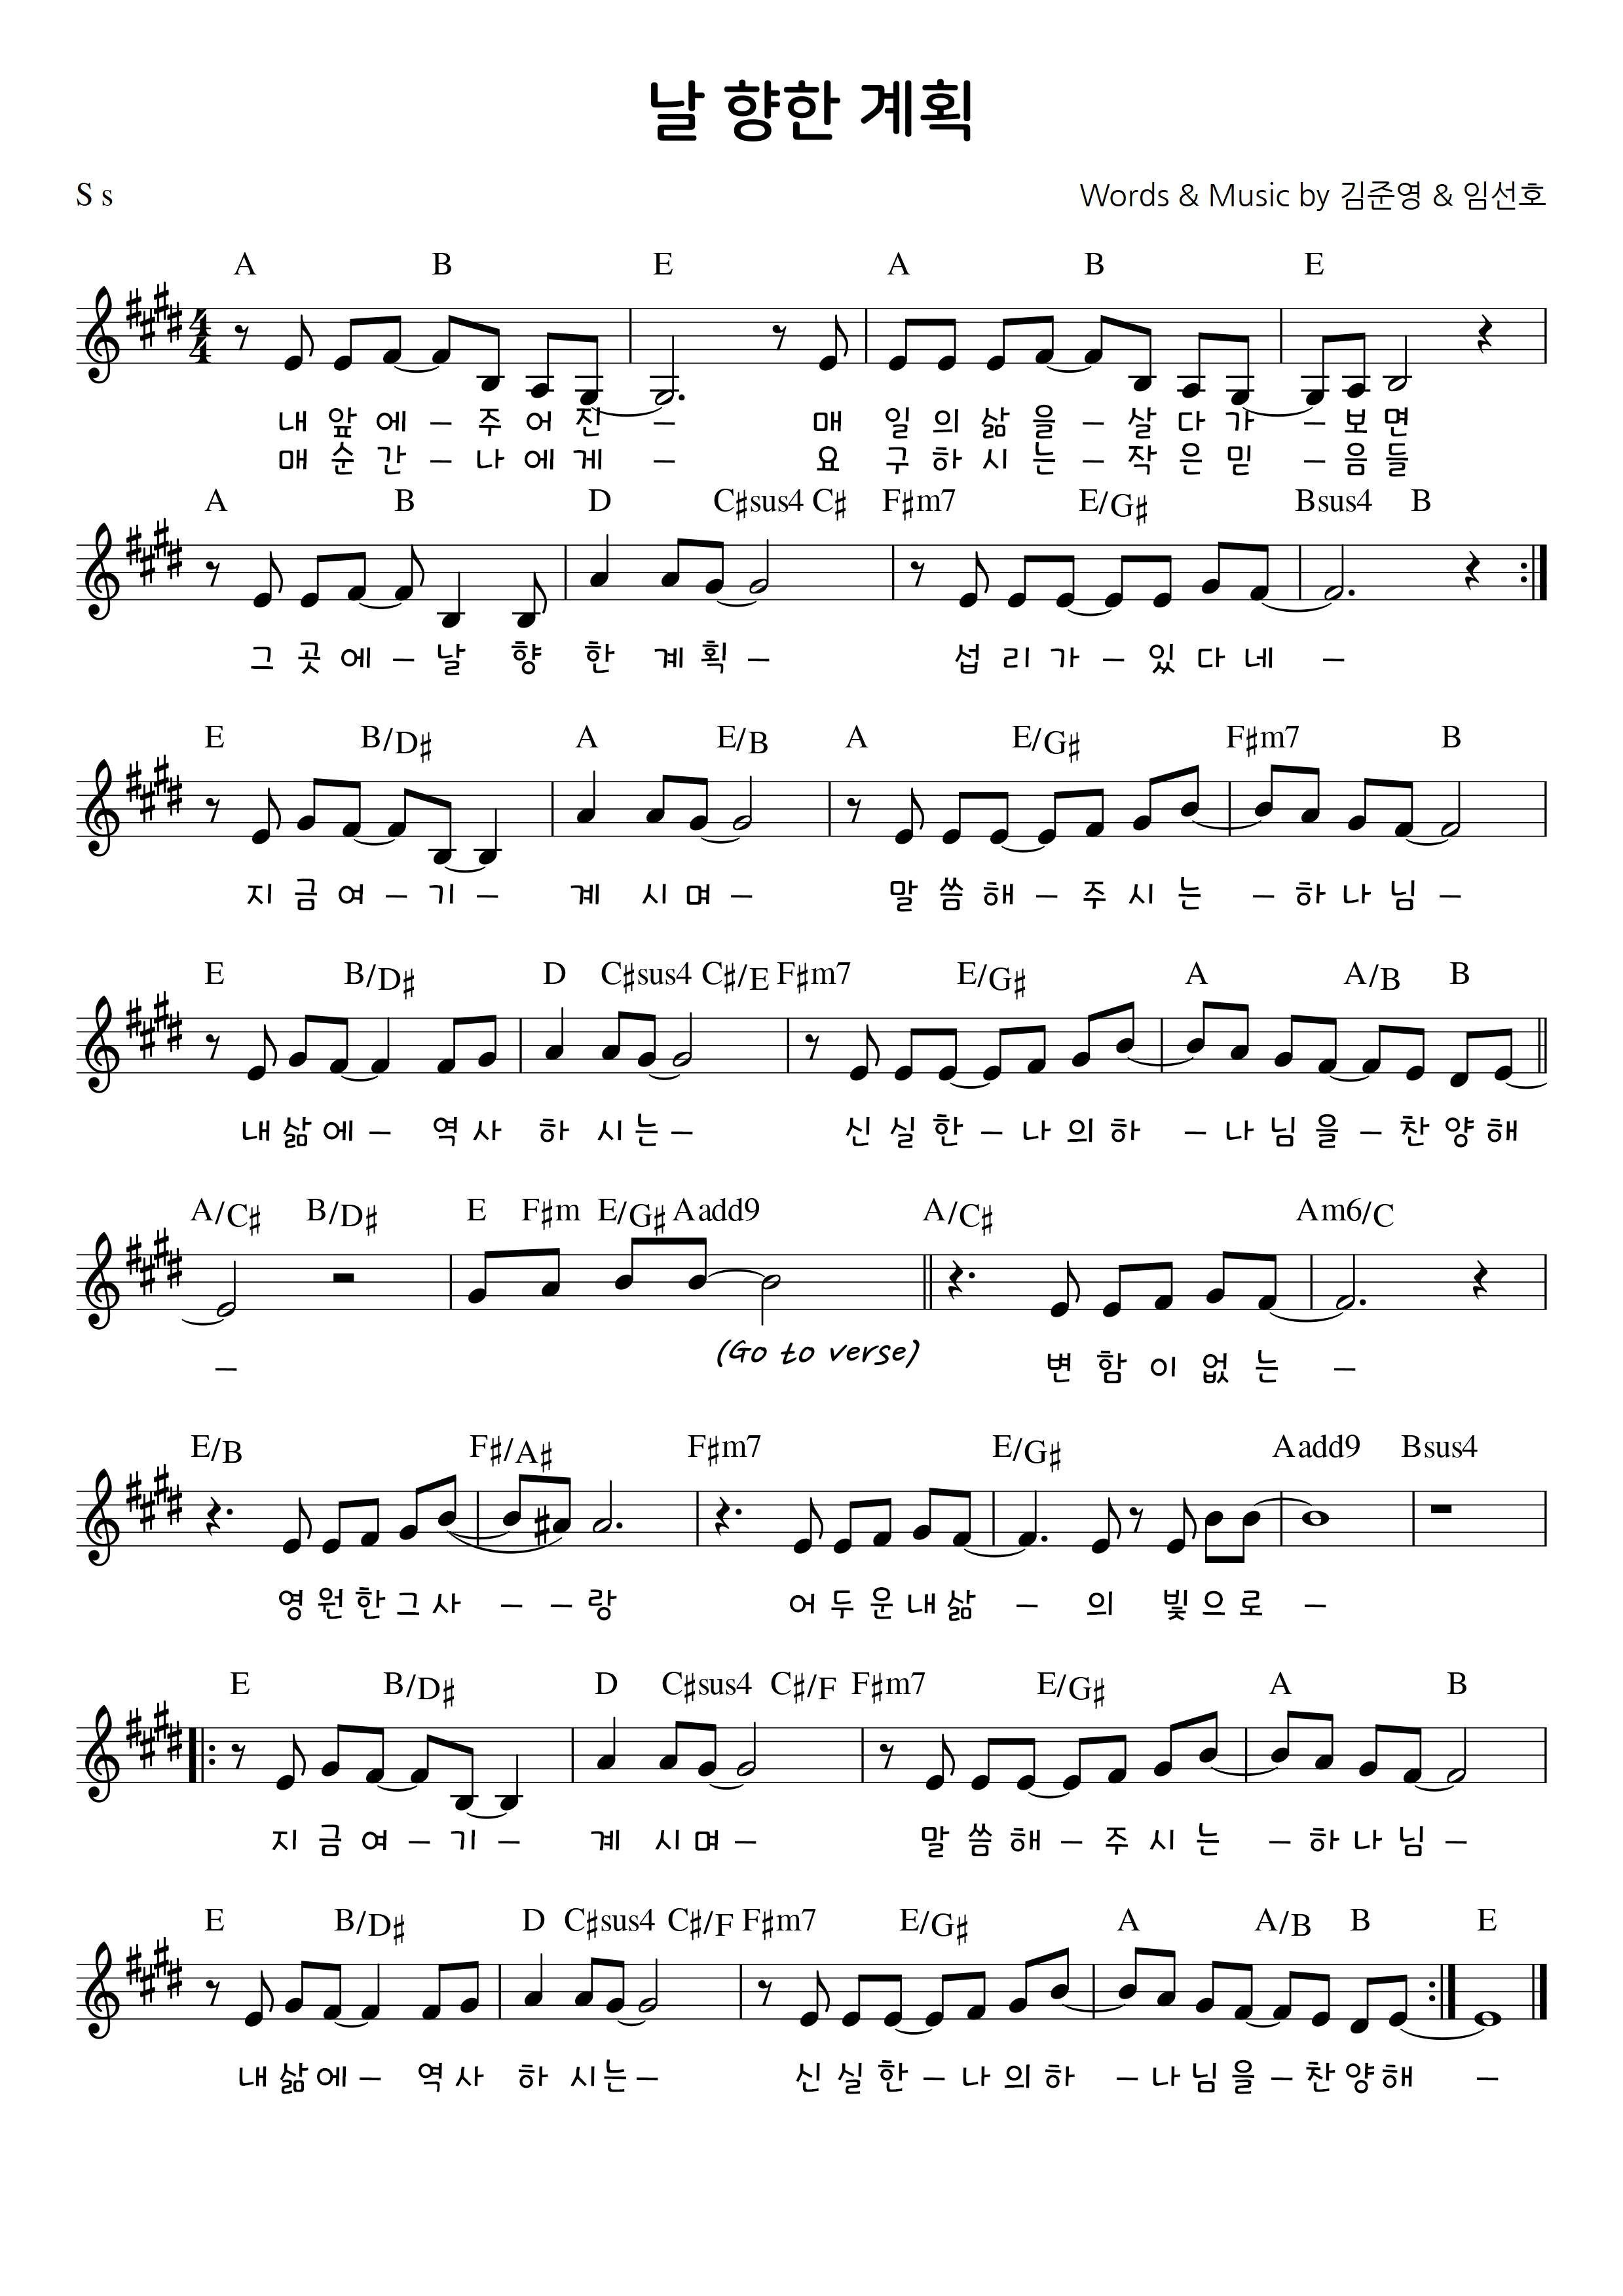 날 향한 계획
S s
Words & Music by 김준영 & 임선호
A B E A B E
내 앞 에 – 주 어 진 – 매 일 의 삶 을 – 살 다 가 – 보 면
매 순 간 – 나 에 게 – 요 구 하 시 는 – 작 은 믿 – 음 들
A B D C#sus4 C# F#m7 E/G# Bsus4 B
그 곳 에 – 날 향 한 계 획 – 섭 리 가 – 있 다 네 –
E B/D# A E/B A E/G# F#m7 B
지 금 여 – 기 – 계 시 며 – 말 씀 해 – 주 시 는 – 하 나 님 –
E B/D# D C#sus4 C#/E F#m7 E/G# A A/B B
내 삶 에 – 역 사 하 시 는 – 신 실 한 – 나 의 하 – 나 님 을 – 찬 양 해
A/C# B/D# E F#m E/G# Aadd9 A/C# Am6/C
(Go to verse)
– 변 함 이 없 는 –
E/B F#/A# F#m7 E/G# Aadd9 Bsus4
영 원 한 그 사 – – 랑 어 두 운 내 삶 – 의 빛 으 로 –
E B/D# D C#sus4 C#/F F#m7 E/G# A B
지 금 여 – 기 – 계 시 며 – 말 씀 해 – 주 시 는 – 하 나 님 –
E B/D# D C#sus4 C#/F F#m7 E/G# A A/B B E
내 삶 에 – 역 사 하 시 는 – 신 실 한 – 나 의 하 – 나 님 을 – 찬 양 해 –